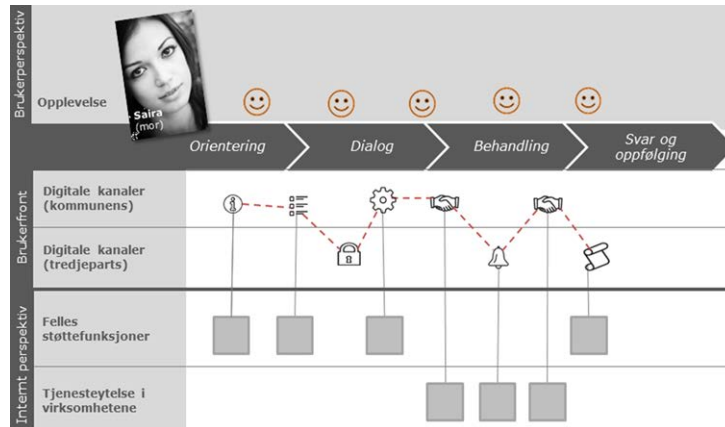 Brukerperspektiv
Opplevelse
Saira
(mor)
Orientering
Dialog
Behandling
Svar og
oppfølging
Brukerfront
Digitale kanaler
(kommunens)
Digitale kanaler
(tredjeparts)
Internt perspektiv
Felles
støttefunksjoner
Tjenesteytelse i
virksomhetene